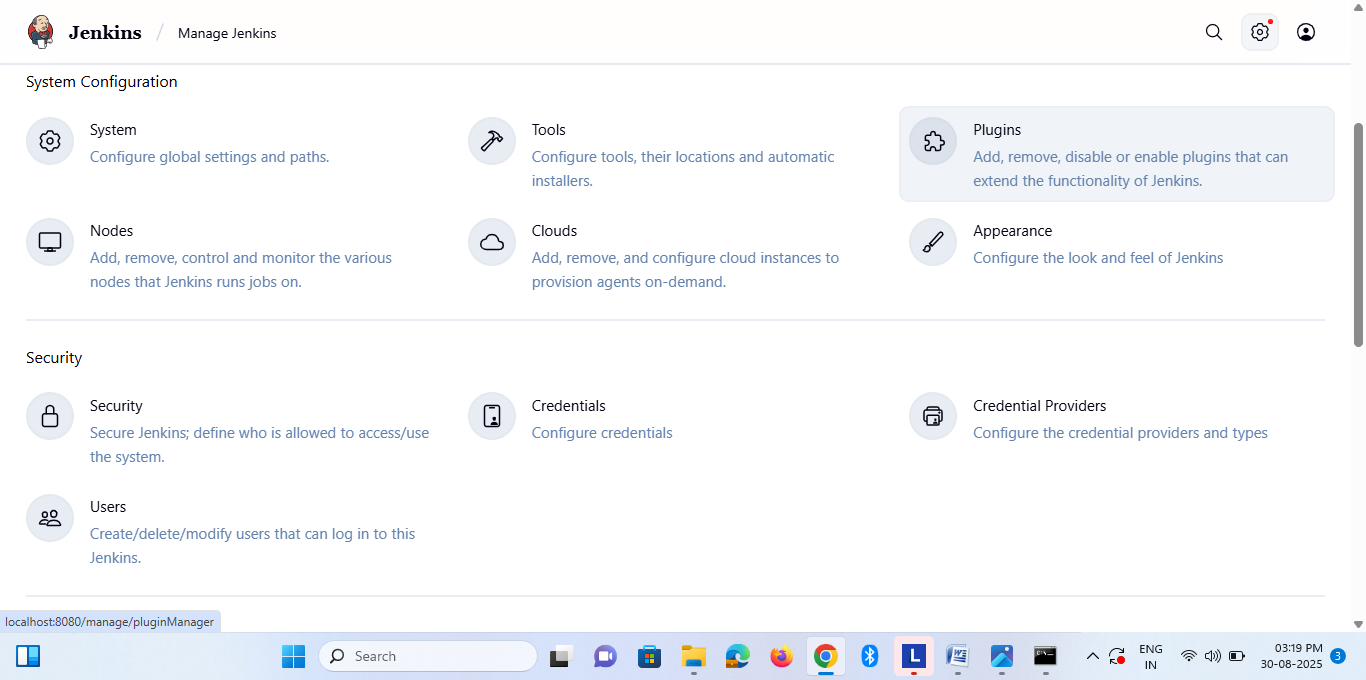 Jenkins / Manage Jenkins
System Configuration
System
Configure global settings and paths.
Tools
Configure tools, their locations and automatic
installers.
Plugins
Add, remove, disable or enable plugins that can
extend the functionality of Jenkins.
Nodes
Add, remove, control and monitor the various
nodes that Jenkins runs jobs on.
Clouds
Add, remove, and configure cloud instances to
provision agents on-demand.
Appearance
Configure the look and feel of Jenkins
Security
Security
Secure Jenkins; define who is allowed to access/use
the system.
Credentials
Configure credentials
Credential Providers
Configure the credential providers and types
Users
Create/delete/modify users that can log in to this
Jenkins.
localhost:8080/manage/pluginManager
Search
L
W
ENG
IN
03:19 PM
30-08-2025
3